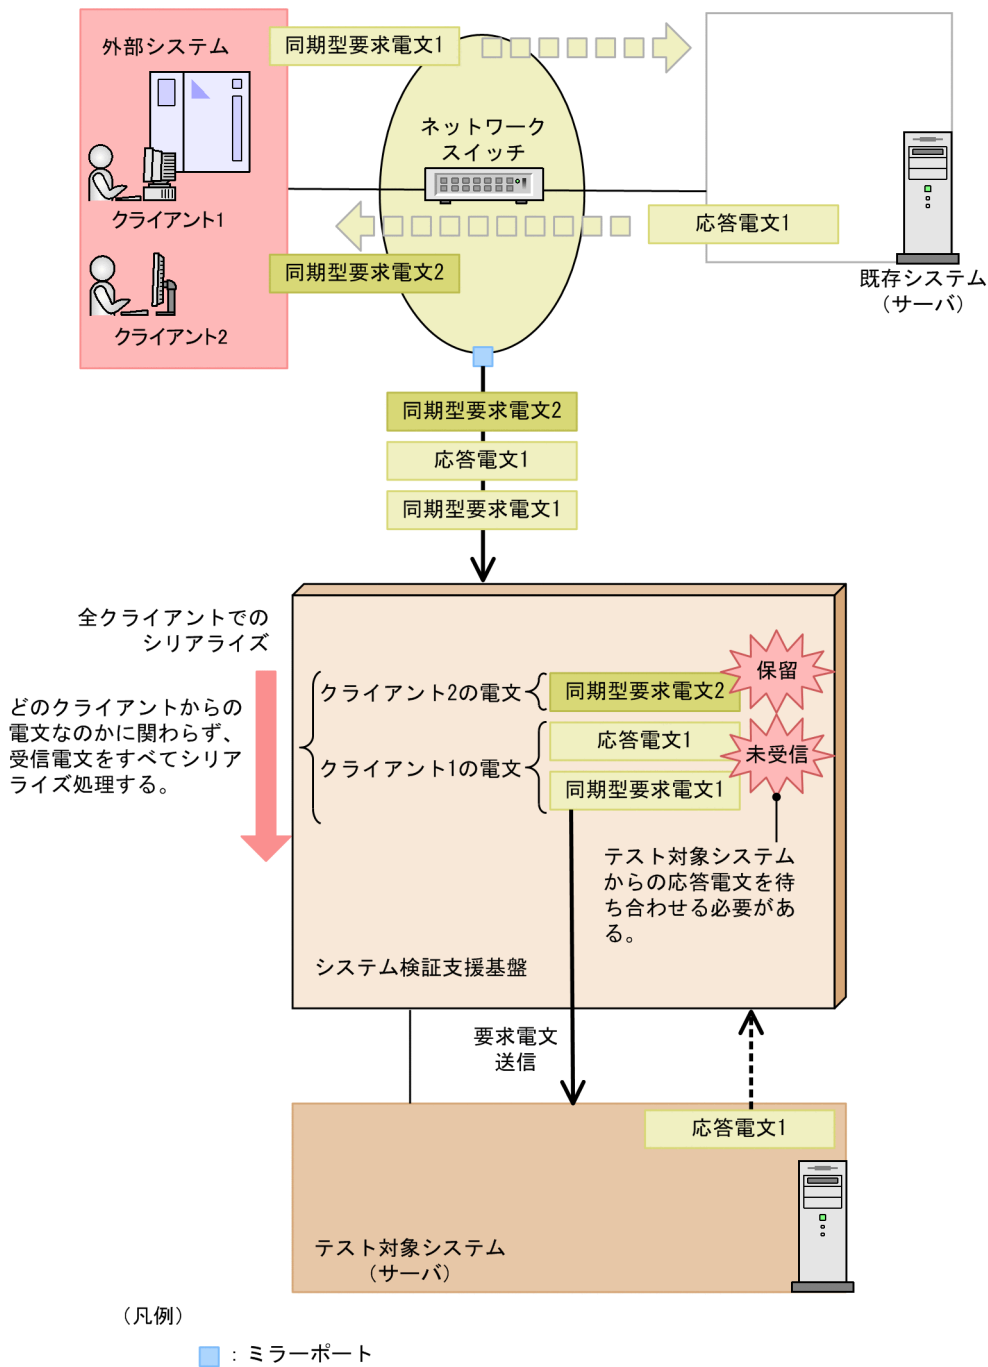 外部システム
同期型要求電文1
ネットワーク
スイッチ
クライアント1
応答電文1
同期型要求電文2
クライアント2
既存システム
(サーバ)
同期型要求電文2
応答電文1
同期型要求電文1
全クライアントでの
シリアライズ
どのクライアントからの
電文なのかに関わらず、
受信電文をすべてシリア
ライズ処理する。
クライアント2の電文
同期型要求電文2
保留
クライアント1の電文
応答電文1
未受信
同期型要求電文1
テスト対象システム
からの応答電文を待
ち合わせる必要があ
る。
システム検証支援基盤
要求電文
送信
応答電文1
テスト対象システム
(サーバ)
(凡例)
:ミラーポート